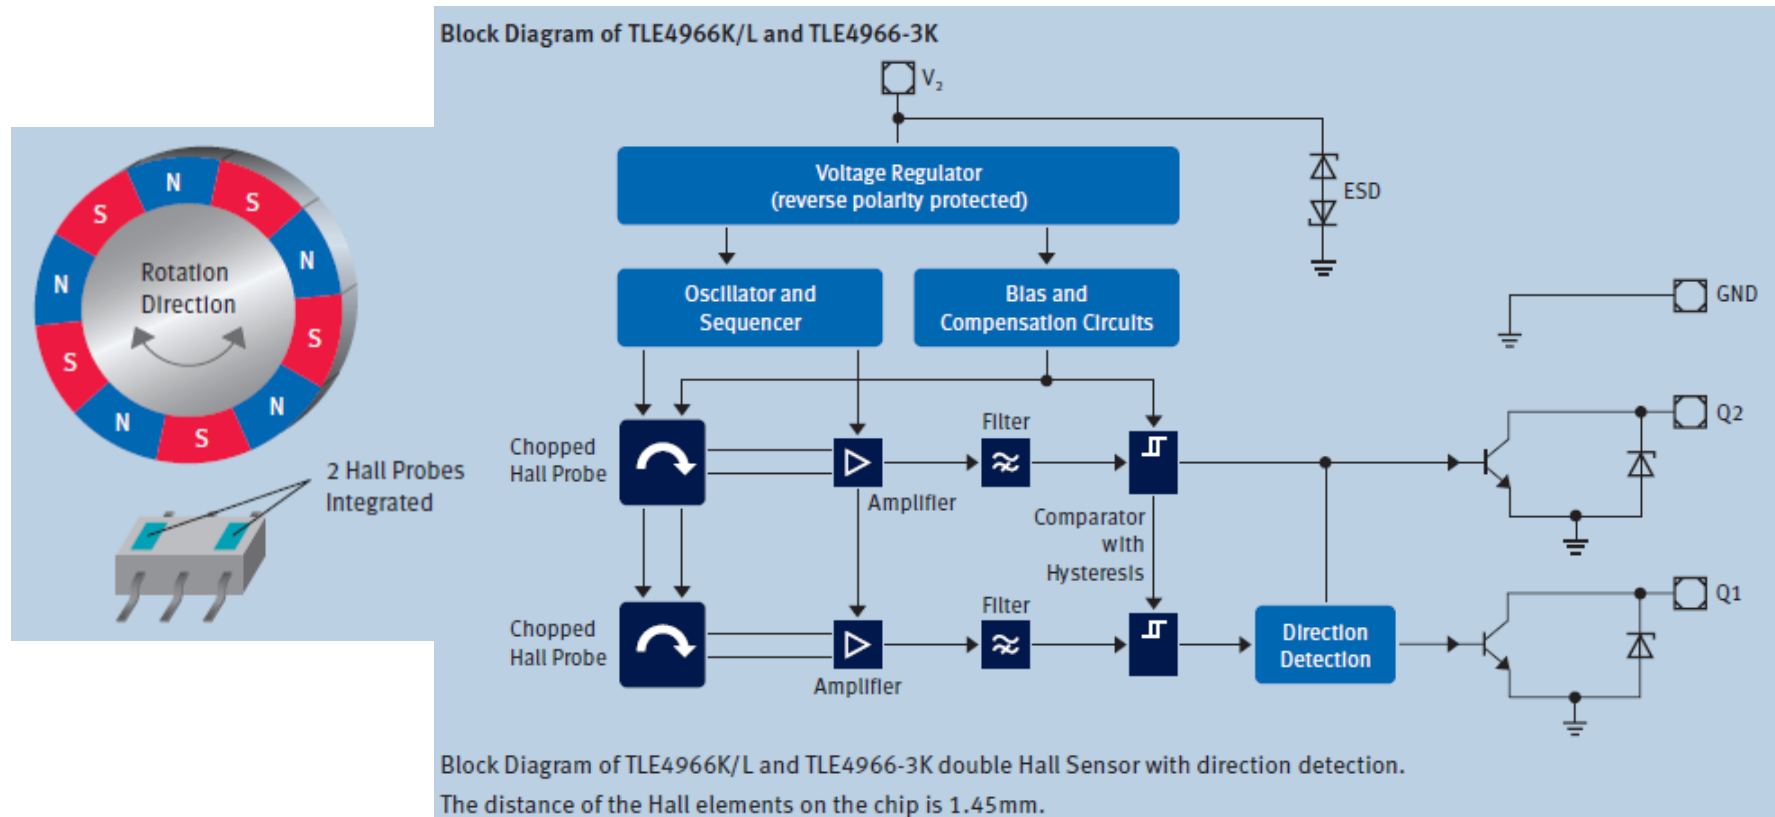 Block Diagram of TLE4966K/L and TLE4966-3K
V2
Voltage Regulator
(reverse polarity protected)
ESD
N
S
S
N
N
S
S
N
N
S
Rotation
Direction
2 Hall Probes
Integrated
Oscillator and
Sequencer
Bias and
Compensation Circuits
GND
Q2
Chopped
Hall Probe
Filter
Amplifier
Comparator
with
Hysteresis
Chopped
Hall Probe
Filter
Amplifier
Direction
Detection
Q1
Block Diagram of TLE4966K/L and TLE4966-3K double Hall Sensor with direction detection.
The distance of the Hall elements on the chip is 1.45mm.